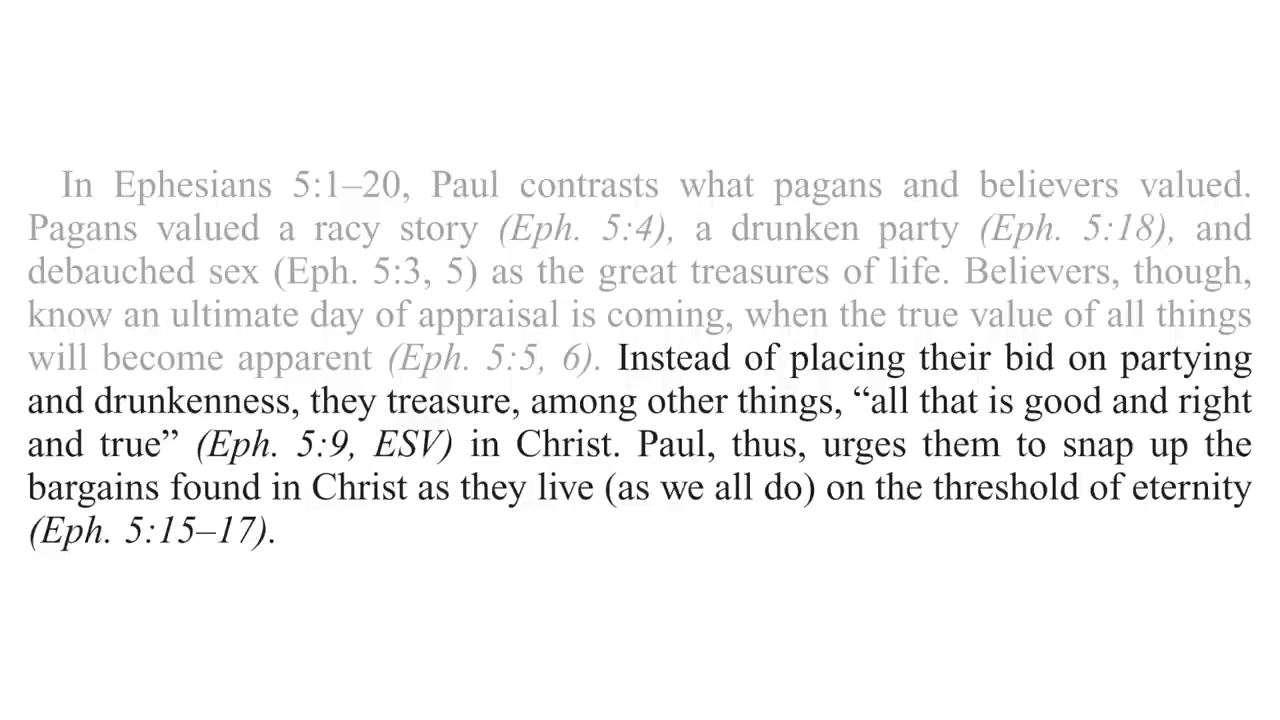 In Ephesians 5:1–20, Paul contrasts what pagans and believers valued.
Pagans valued a racy story (Eph. 5:4), a drunken party (Eph. 5:18), and
debauched sex (Eph. 5:3, 5) as the great treasures of life. Believers, though,
know an ultimate day of appraisal is coming, when the true value of all things
will become apparent (Eph. 5:5, 6). Instead of placing their bid on partying
and drunkenness, they treasure, among other things, “all that is good and right
and true” (Eph. 5:9, ESV) in Christ. Paul, thus, urges them to snap up the
bargains found in Christ as they live (as we all do) on the threshold of eternity
(Eph. 5:15–17).